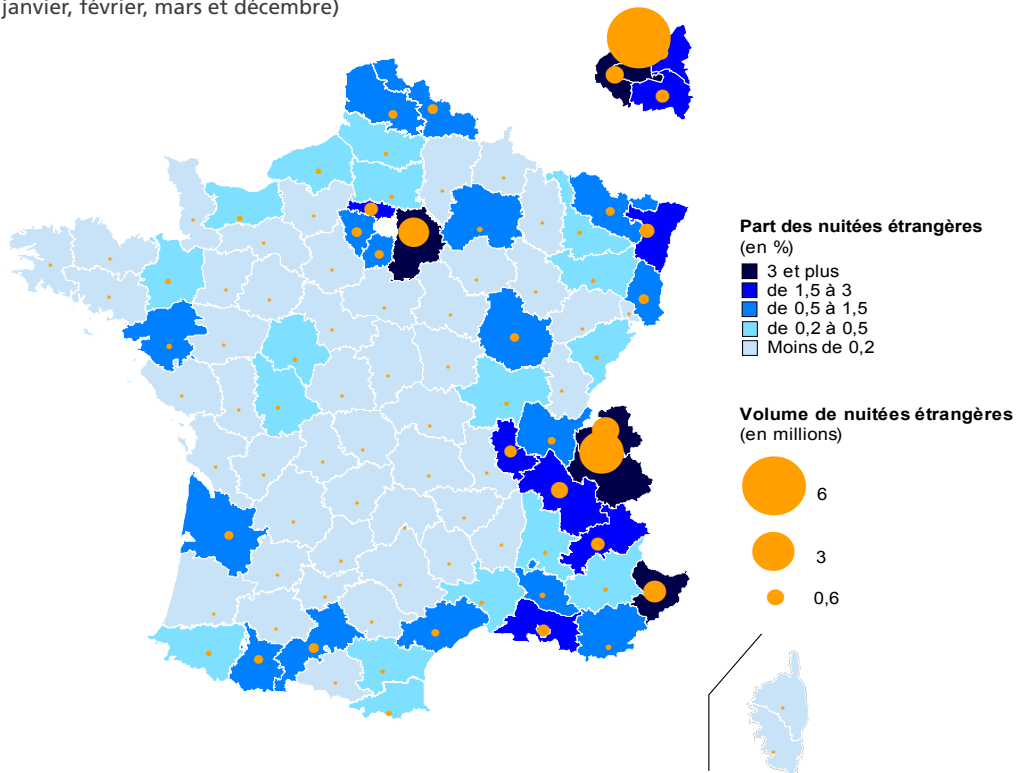 janvier, février, mars et décembre)
Part des nuitées étrangères
(en %)
3 et plus
de 1,5 à 3
de 0,5 à 1,5
de 0,2 à 0,5
Moins de 0,2
Volume de nuitées étrangères
(en millions)
6
3
0,6